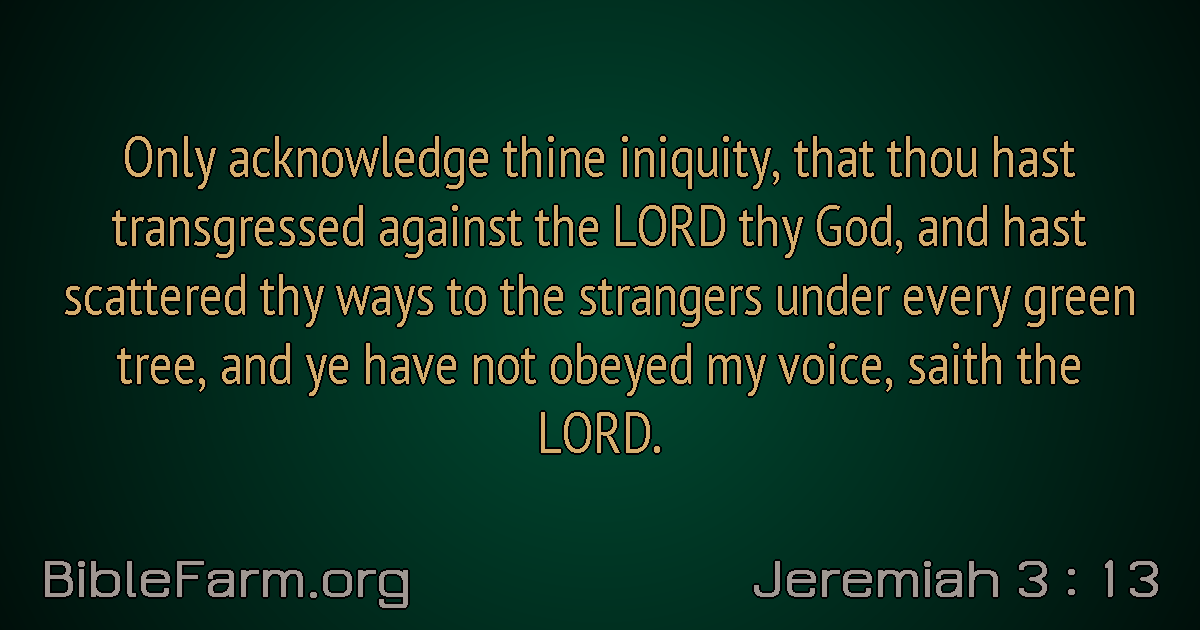 Only acknowledge thine iniquity, that thou hast
transgressed against the LORD thy God, and hast
scattered thy ways to the strangers under every green
tree, and ye have not obeyed my voice, saith the
LORD.
BibleFarm.org
Jeremiah 3 : 13